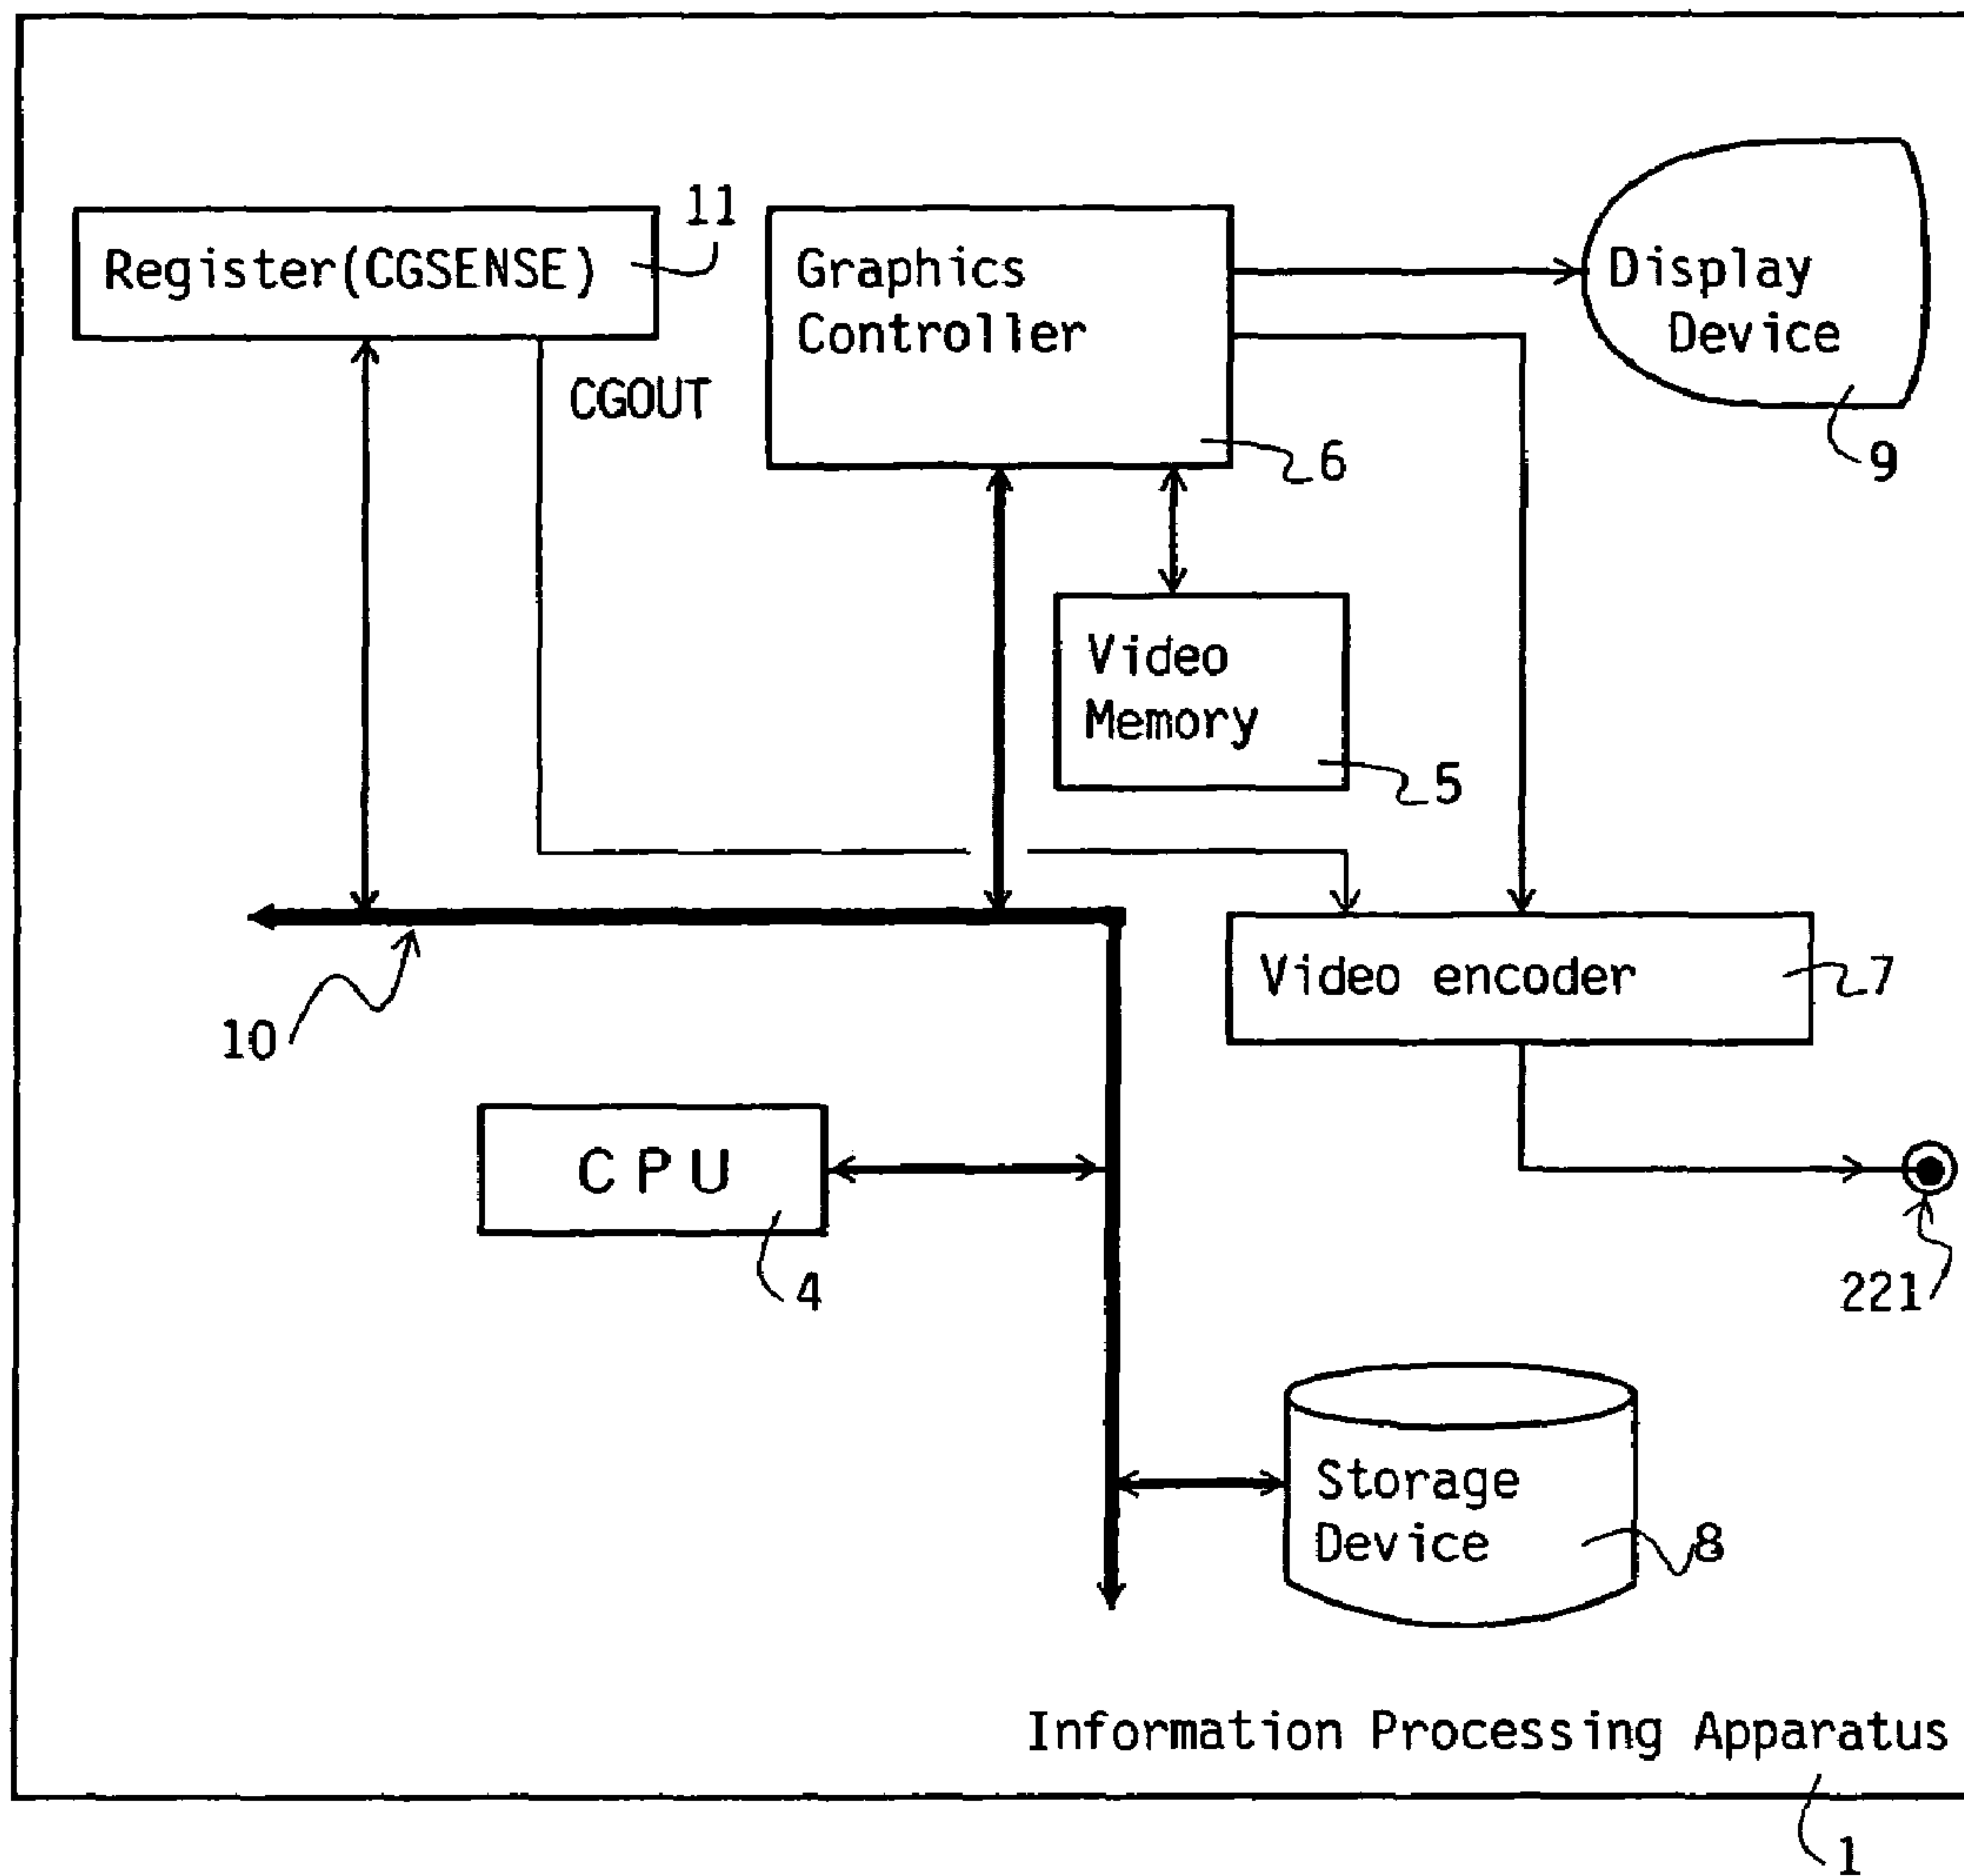 11
Register(CGSENSE)
Graphics
Controller
Display
Device
CGOUT
6
9
Video
Memory
5
Video encoder
7
10
CPU
4
221
Storage
Device
8
Information Processing Apparatus
1